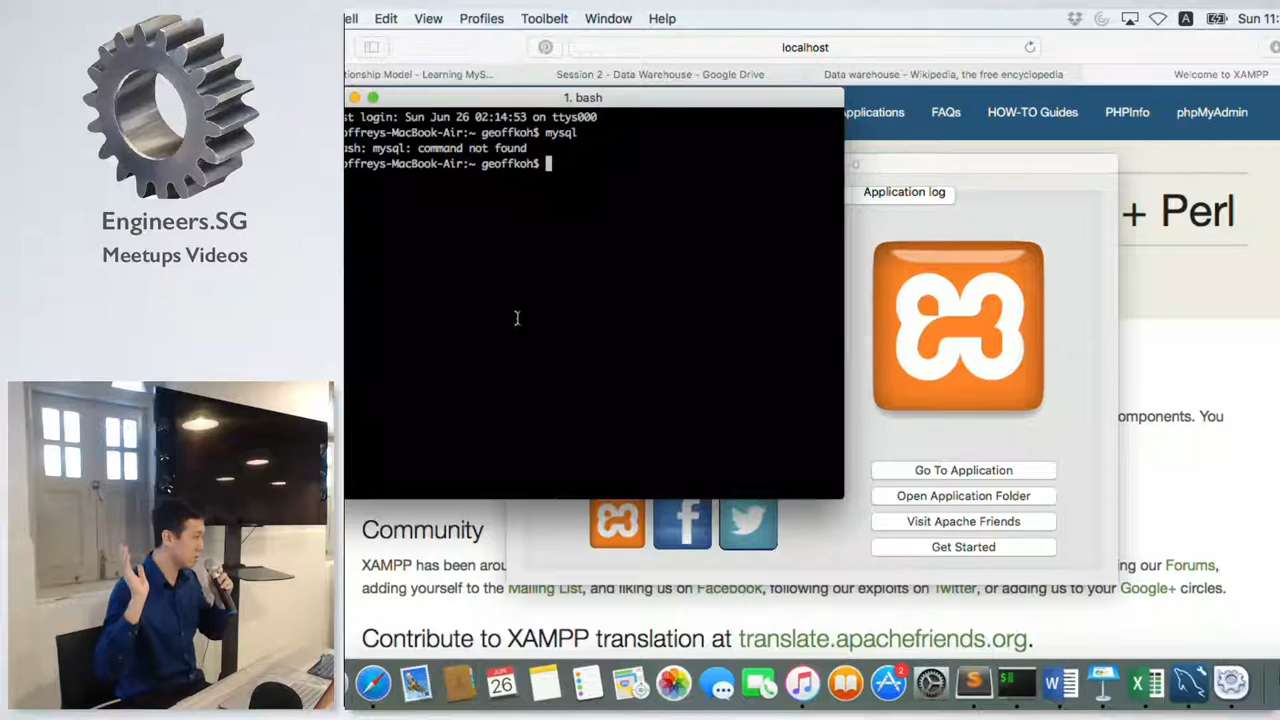 Engineers.SG
Meetups Videos
ell Edit View Profiles Toolbelt Window Help
A
Sun 11:
localhost
tionship Model - Learning MyS...
Session 2 - Data Warehouse - Google Drive
Data warehouse - Wikipedia, the free encyclopedia
Welcome to XAMPP
1. bash
st login: Sun Jun 26 02:14:53 on ttys000
offreys-MacBook-Air:~ geoffkoh$ mysql
ash: mysql: command not found
offreys-MacBook-Air:~ geoffkoh$
Applications FAQs HOW-TO Guides PHPInfo phpMyAdmin
Application log
+ Perl
Go To Application
Open Application Folder
Visit Apache Friends
Get Started
omponents. You
Community
XAMPP has been arou
ng our Forums,
adding yourself to the Mailing List, and liking us on Facebook, following our exploits on Twitter, or adding us to your Google+ circles.
Contribute to XAMPP translation at translate.apachefriends.org.
JUN
26
2